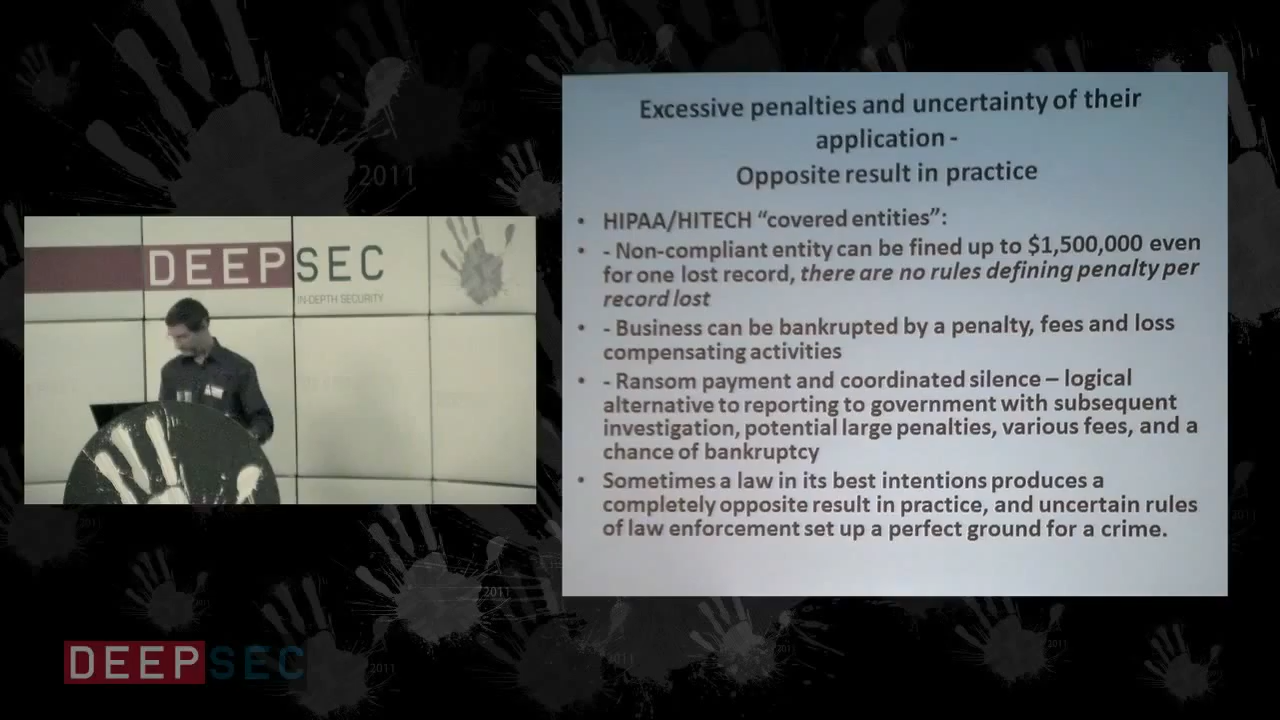 2011
DEEPSEC
IN-DEPTH SECURITY
Excessive penalties and uncertainty of their
application -
Opposite result in practice
• HIPAA/HITECH “covered entities”:
• - Non-compliant entity can be fined up to $1,500,000 even
for one lost record, there are no rules defining penalty per
record lost
• - Business can be bankrupted by a penalty, fees and loss
compensating activities
• - Ransom payment and coordinated silence – logical
alternative to reporting to government with subsequent
investigation, potential large penalties, various fees, and a
chance of bankruptcy
• Sometimes a law in its best intentions produces a
completely opposite result in practice, and uncertain rules
of law enforcement set up a perfect ground for a crime.
2011
2011
DEEPSEC